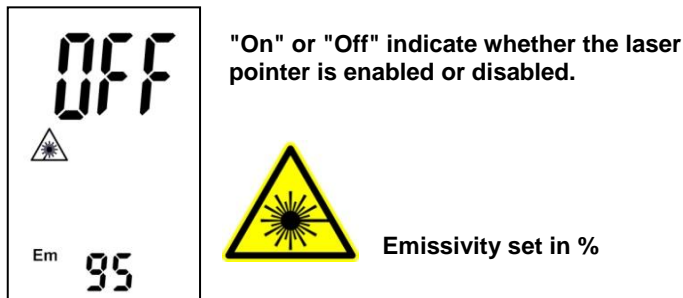 OFF
"On" or "Off" indicate whether the laser
pointer is enabled or disabled.
Em 95
Emissivity set in %